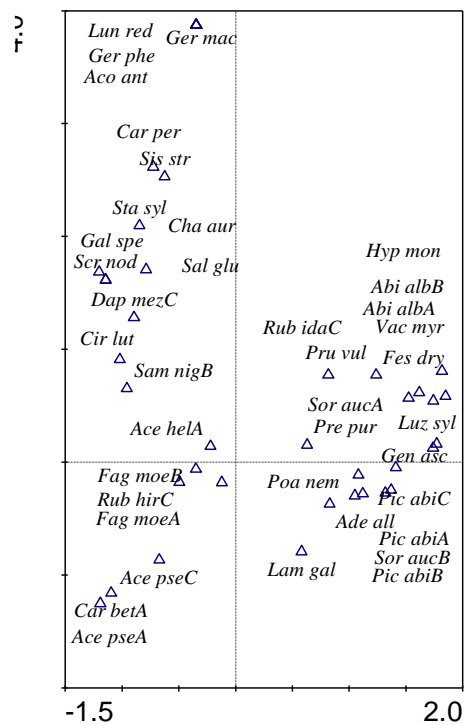 4.0
Lun red
Ger mac
Ger phe
Aco ant
Car per
Sis str
Sta syl
Cha aur
Gal spe
Hyp mon
Scr nod
Sal glu
Abi albB
Dap mezC
Abi albA
Rub idaC
Vac myr
Cir lut
Pru vul
Fes dry
Sam nigB
Sor aucA
Ace helA
Pre pur
Luz syl
Gen asc
Fag moeB
Poa nem
Rub hirC
Pic abiC
Fag moeA
Ade all
Pic abiA
Lam gal
Sor aucB
Ace pseC
Pic abiB
Car betA
Ace pseA
-1.5
2.0